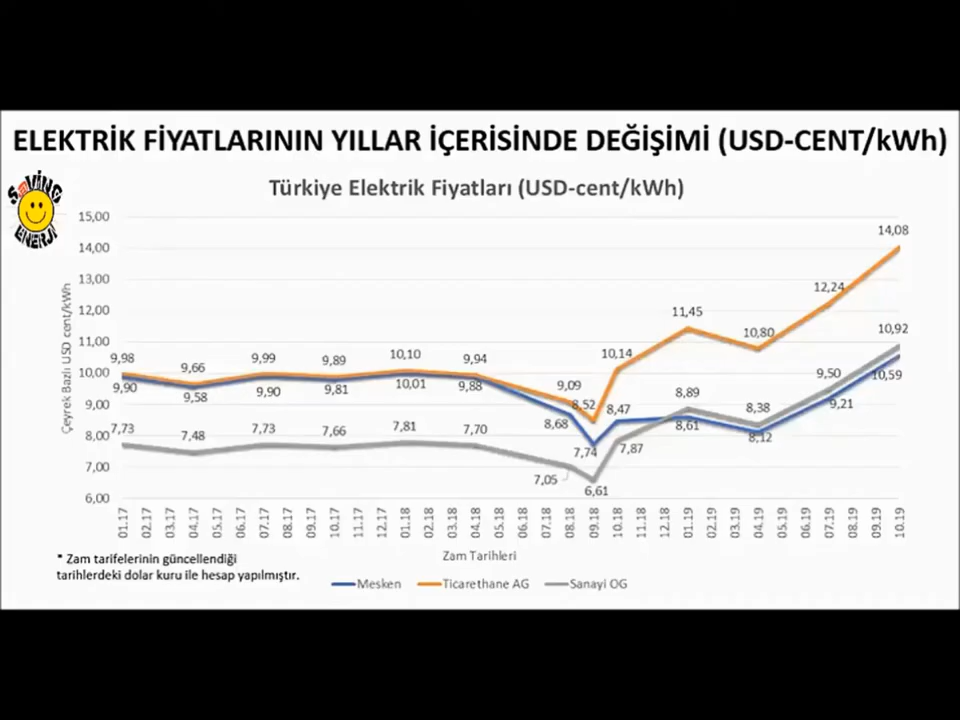 ELEKTRİK FİYATLARININ YILLAR İÇERİSİNDE DEĞİŞİMİ (USD-CENT/kWh)
SAVİNG
ENERJİ
Türkiye Elektrik Fiyatları (USD-cent/kWh)
Çeyrek Bazlı USD cent/kWh
15,00
14,00
13,00
12,00
11,00
10,00
9,00
8,00
7,00
6,00
9,98 9,66 9,99 9,89 10,10 9,94 9,09 8,52 10,14 11,45 10,80 12,24 14,08
9,90 9,58 9,90 9,81 10,01 9,88 8,68 7,74 8,47 8,61 8,12 9,21 10,59
7,73 7,48 7,73 7,66 7,81 7,70 7,05 6,61 7,87 8,89 8,38 9,50 10,92
01.17 02.17 03.17 04.17 05.17 06.17 07.17 08.17 09.17 10.17 11.17 12.17 01.18 02.18 03.18 04.18 05.18 06.18 07.18 08.18 09.18 10.18 11.18 12.18 01.19 02.19 03.19 04.19 05.19 06.19 07.19 08.19 09.19 10.19
Zam Tarihleri
* Zam tarifelerinin güncellendiği
tarihlerdeki dolar kuru ile hesap yapılmıştır.
Mesken Ticarethane AG Sanayi OG